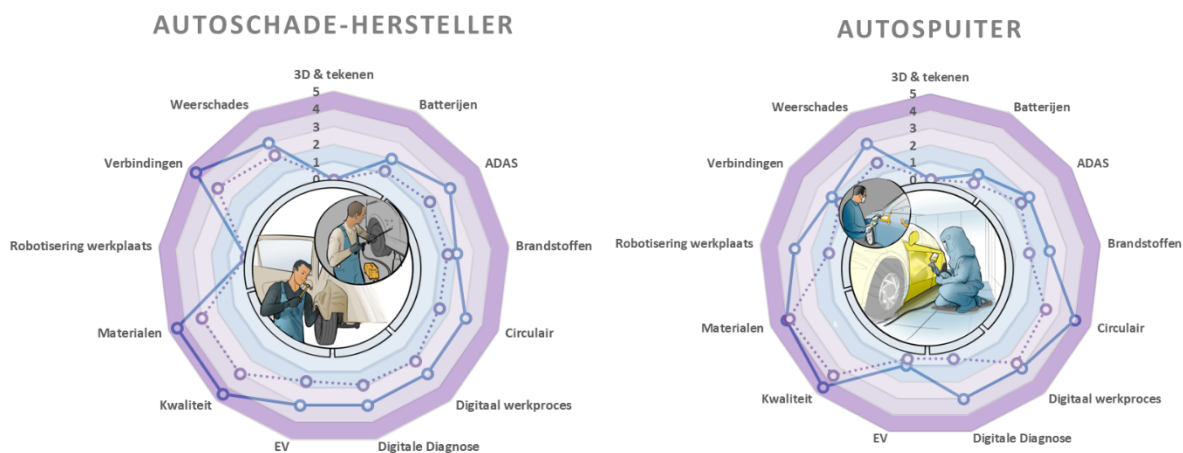 AUTOSCHADE-HERSTELLER
3D & tekenen
5
4
3
2
1
0
Batterijen
ADAS
Brandstoffen
Circulair
Digitaal werkproces
Digitale Diagnose
EV
Kwaliteit
Materialen
Robotisering werkplaats
Verbindingen
Weerschades
AUTOSPUITER
3D & tekenen
5
4
3
2
1
0
Batterijen
ADAS
Brandstoffen
Circulair
Digitaal werkproces
Digitale Diagnose
EV
Kwaliteit
Materialen
Robotisering werkplaats
Verbindingen
Weerschades